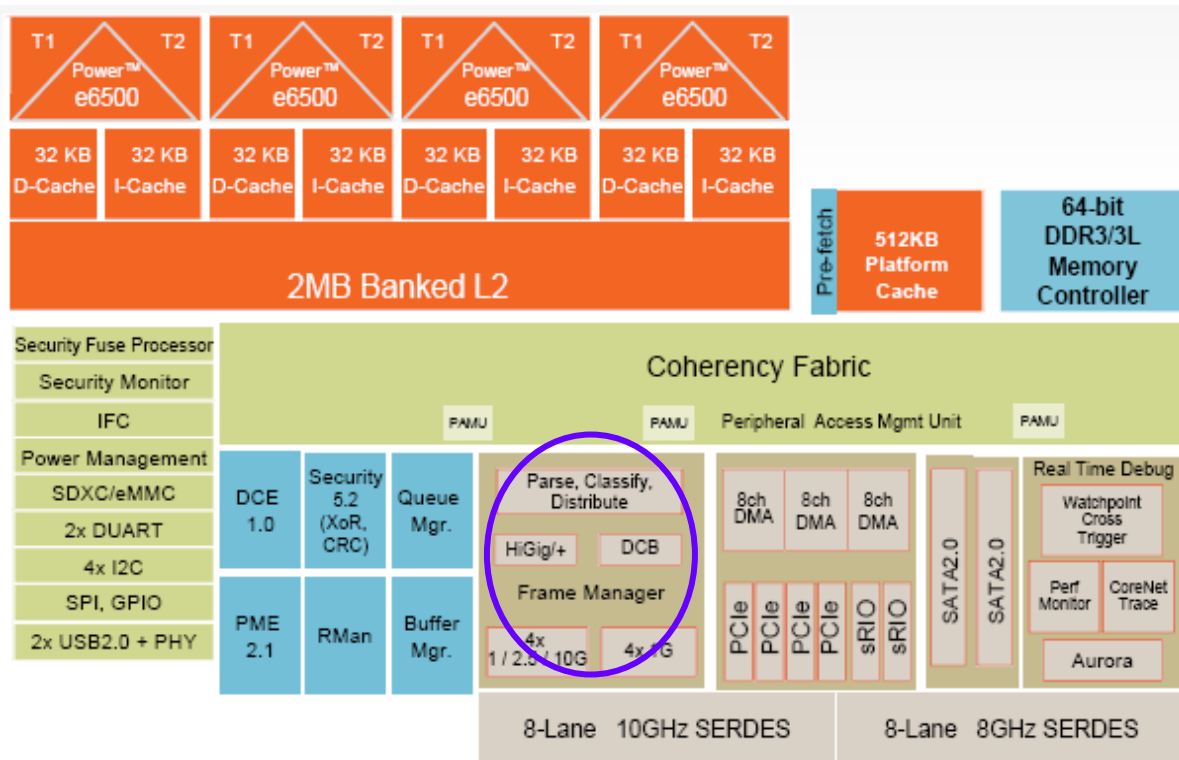 T1 T2 T1 T2 T1 T2 T1 T2
Power™ Power™ Power™ Power™
e6500 e6500 e6500 e6500
32 KB 32 KB 32 KB 32 KB 32 KB 32 KB 32 KB 32 KB
D-Cache I-Cache D-Cache I-Cache D-Cache I-Cache D-Cache I-Cache
2MB Banked L2
Pre-fetch
512KB
Platform
Cache
64-bit
DDR3/3L
Memory
Controller
Security Fuse Processor
Security Monitor
IFC
Power Management
SDXC/eMMC
2x DUART
4x I2C
SPI, GPIO
2x USB2.0 + PHY
Coherency Fabric
PAMU PAMU Peripheral Access Mgmt Unit PAMU
DCE
1.0
Security
5.2
(XoR,
CRC)
Queue
Mgr.
PME
2.1
RMan
Buffer
Mgr.
Parse, Classify,
Distribute
HiGig/+ DCB
Frame Manager
4x
1 / 2.5 / 10G
4x 1G
8ch
DMA
8ch
DMA
8ch
DMA
PCIe
PCIe
PCIe
PCIe
sRIO
sRIO
SATA2.0
SATA2.0
Real Time Debug
Watchpoint
Cross
Trigger
Perf
Monitor
CoreNet
Trace
Aurora
8-Lane 10GHz SERDES
8-Lane 8GHz SERDES